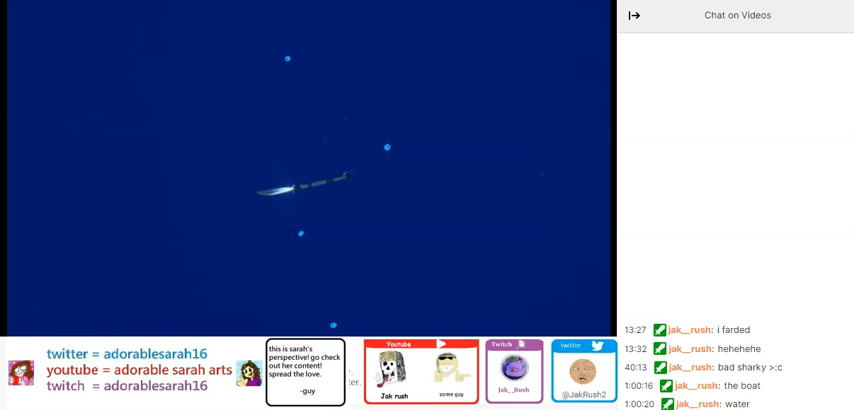 Chat on Videos
13:27 jak__rush: i farded
13:32 jak__rush: hehehehe
40:13 jak__rush: bad sharky >:c
1:00:16 jak__rush: the boat
1:00:20 jak__rush: water
twitter = adorablesarah16
youtube = adorable sarah arts
twitch = adorablesarah16
this is sarah's
perspective! go check
out her content!
spread the love.
-guy
Youtube
Jak rush
some guy
Twitch
Jak__Rush
twitter
@JakRush2